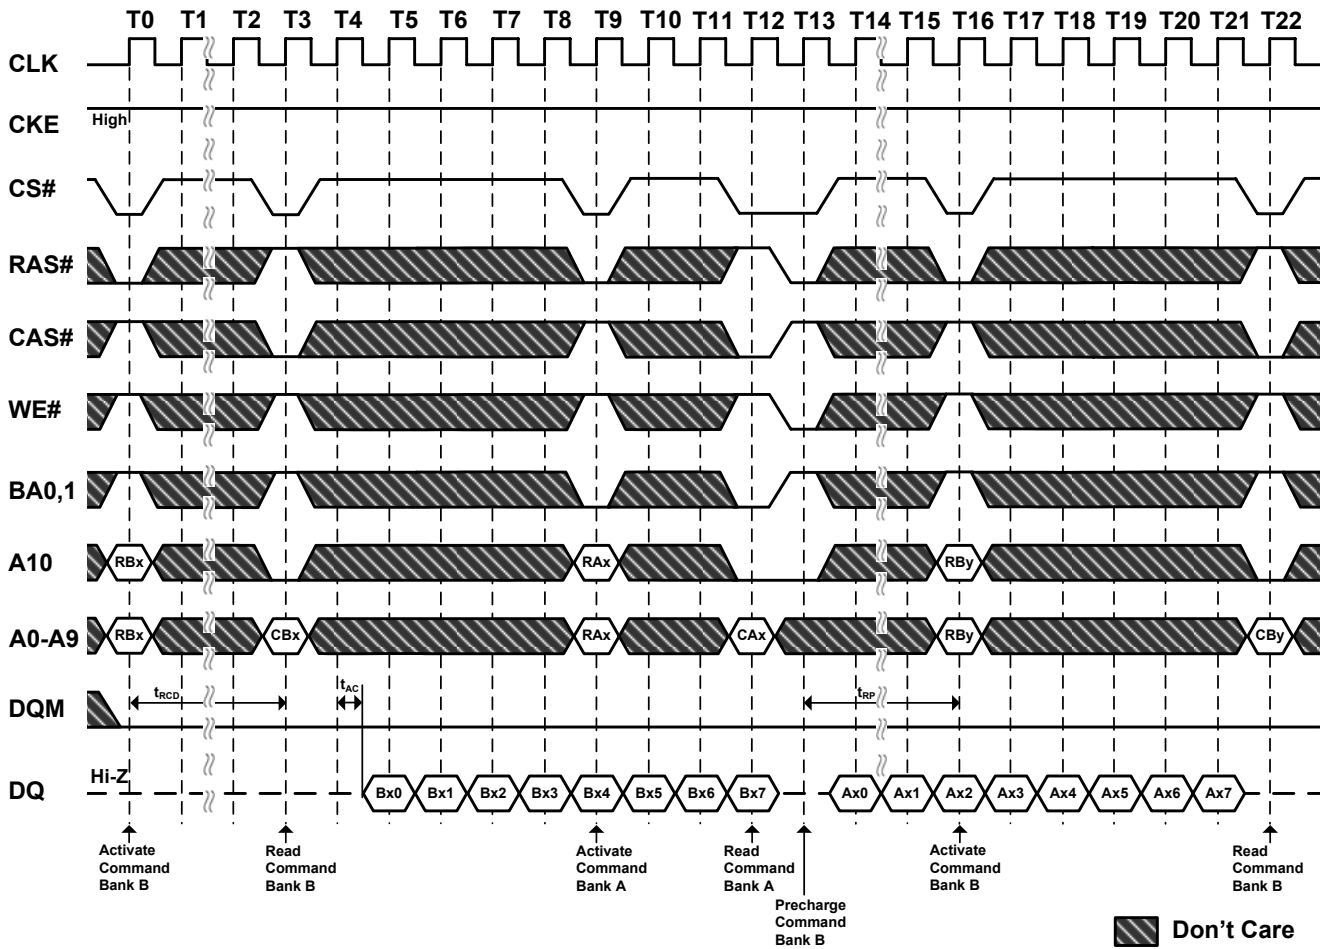 T0 T1 T2 T3 T4 T5 T6 T7 T8 T9 T10 T11 T12 T13 T14 T15 T16 T17 T18 T19 T20 T21 T22
CLK
CKE High
CS#
RAS#
CAS#
WE#
BA0,1
A10 RBx RAx RBy
A0-A9 RBx CBx RAx CAx RBy CBy
tRCD tAC tRP
DQM
DQ Hi-Z Bx0 Bx1 Bx2 Bx3 Bx4 Bx5 Bx6 Bx7 Ax0 Ax1 Ax2 Ax3 Ax4 Ax5 Ax6 Ax7
Activate
Command
Bank B
Read
Command
Bank B
Activate
Command
Bank A
Read
Command
Bank A
Precharge
Command
Bank B
Activate
Command
Bank B
Read
Command
Bank B
Don't Care